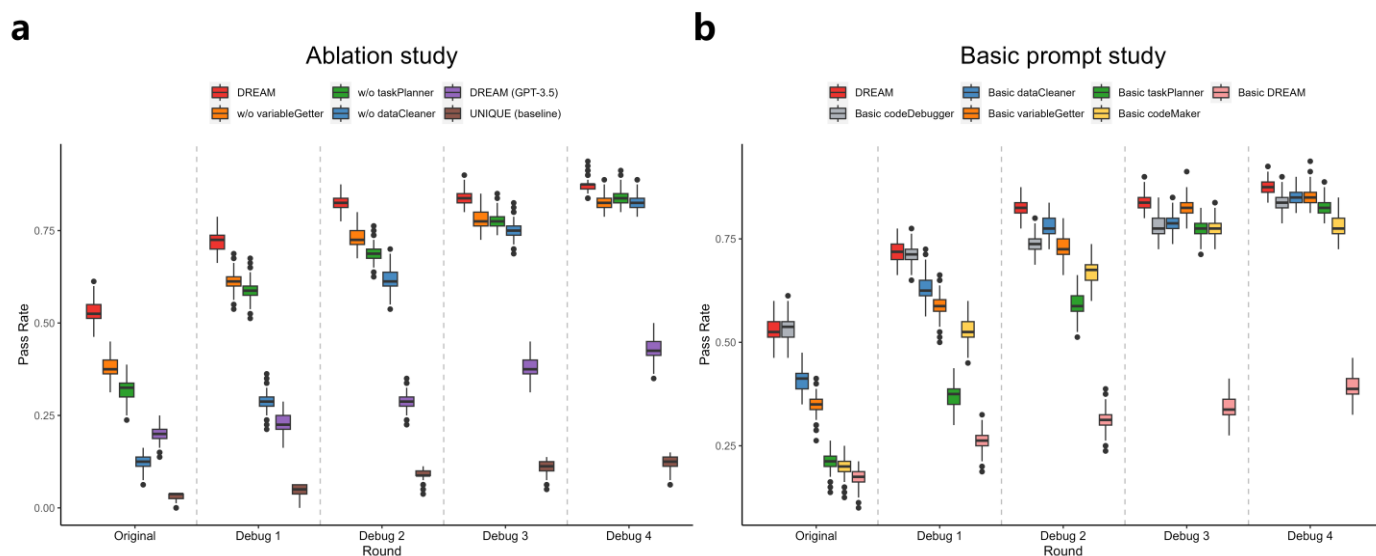 a
Ablation study
DREAM
w/o taskPlanner
DREAM (GPT-3.5)
w/o variableGetter
w/o dataCleaner
UNIQUE (baseline)
Pass Rate
0.75
0.50
0.25
0.00
Original
Debug 1
Debug 2
Debug 3
Debug 4
Round
b
Basic prompt study
DREAM
Basic dataCleaner
Basic taskPlanner
Basic DREAM
Basic codeDebugger
Basic variableGetter
Basic codeMaker
Pass Rate
0.75
0.50
0.25
Original
Debug 1
Debug 2
Debug 3
Debug 4
Round